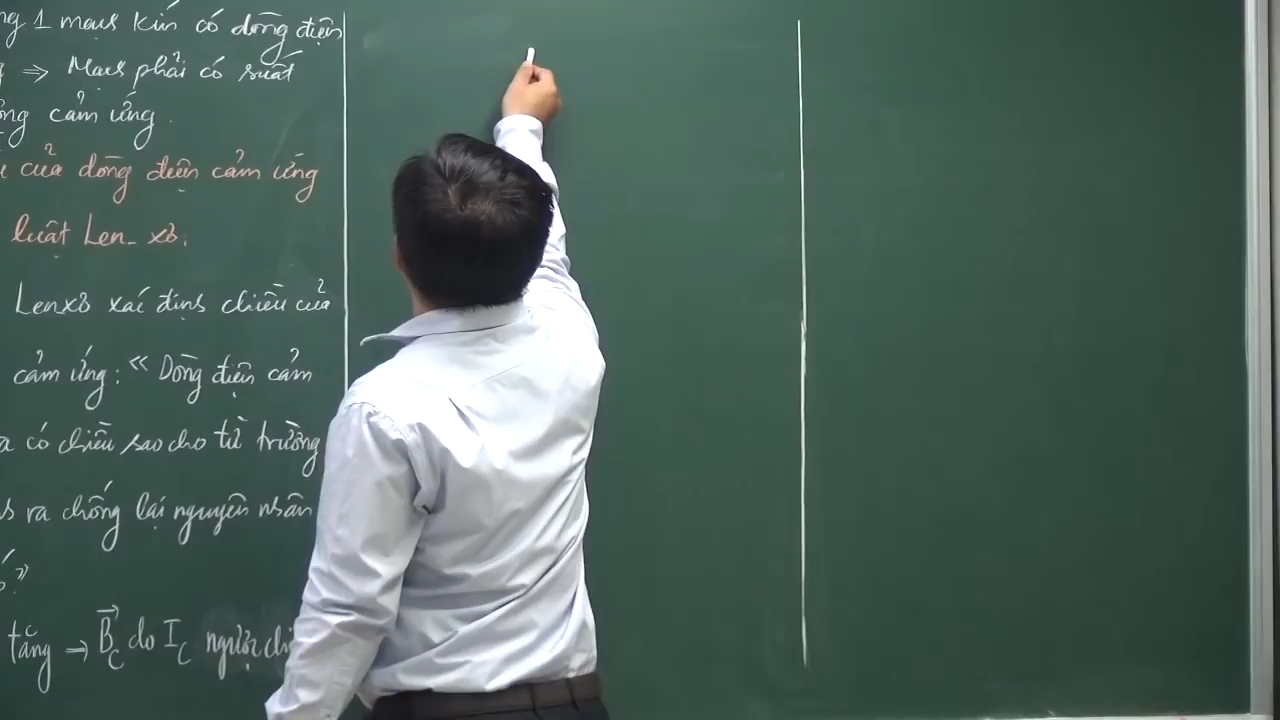 ng 1 mạch kín có dòng điện
⇒ Mạch phải có suất
ộng cảm ứng.
của dòng điện cảm ứng
luật Len-xơ.
Lenxơ xác định chiều của
cảm ứng: “ Dòng điện cảm
ra có chiều sao cho từ trường
ra chống lại nguyên nhân
”
tăng → B⃗c do Ic ngược chi